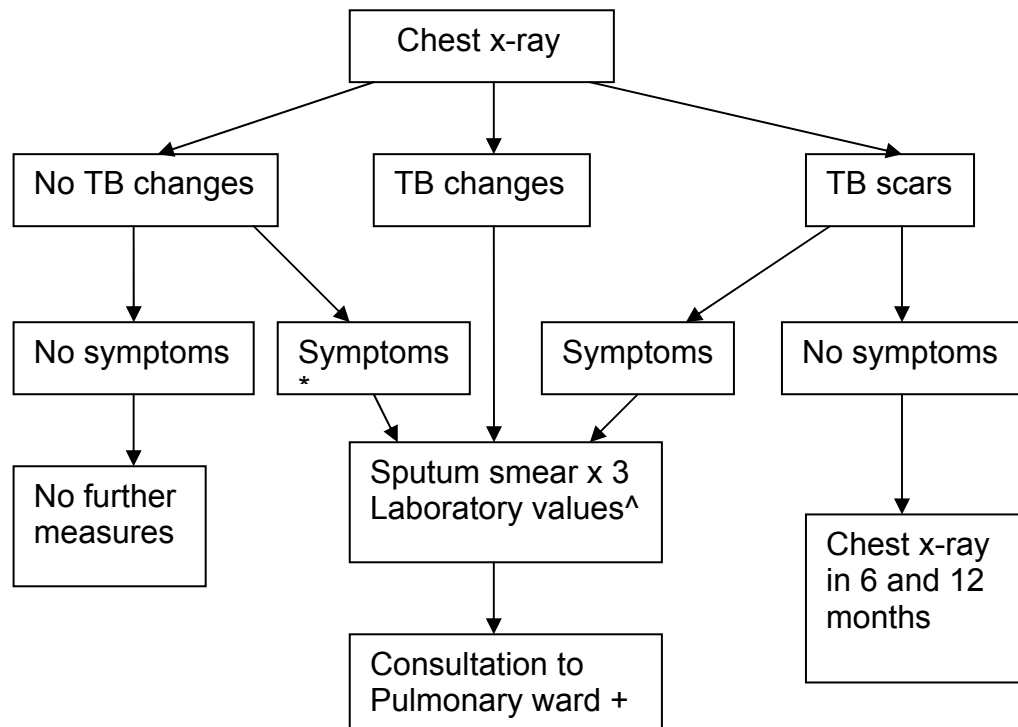 Chest x-ray
No TB changes
TB changes
TB scars
No symptoms
Symptoms
*
Symptoms
No symptoms
No further
measures
Sputum smear x 3
Laboratory values^
Chest x-ray
in 6 and 12
months
Consultation to
Pulmonary ward +